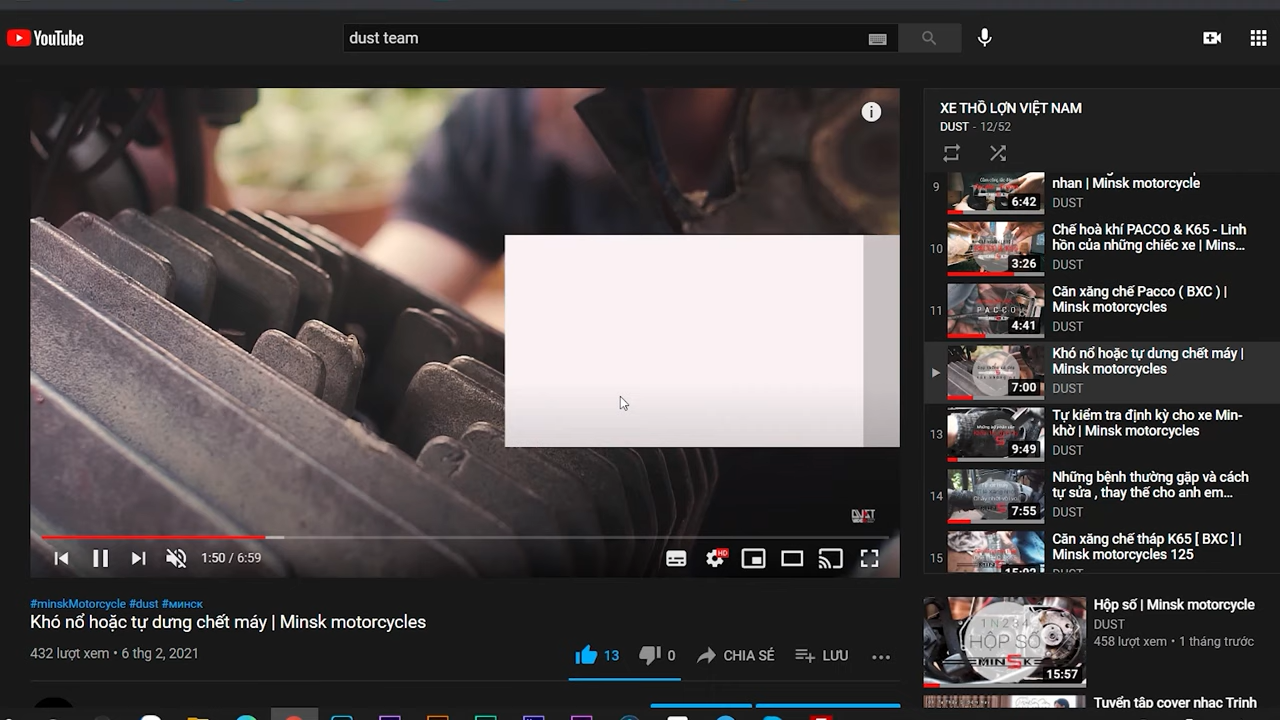 YouTube
dust team
XE THỒ LỢN VIỆT NAM
DUST - 12/52
9
6:42
nhan | Minsk motorcycle
DUST
10
3:26
Chế hoà khí PACCO & K65 - Linh
hồn của những chiếc xe | Mins...
DUST
11
PACCO
4:41
Căn xăng chế Pacco ( BXC ) |
Minsk motorcycles
DUST
7:00
Khó nổ hoặc tự dưng chết máy |
Minsk motorcycles
DUST
13
9:49
Tự kiểm tra định kỳ cho xe Min-
khờ | Minsk motorcycles
DUST
14
7:55
Những bệnh thường gặp và cách
tự sửa , thay thế cho anh em...
DUST
15
Căn xăng chế tháp K65 [ BXC ] |
Minsk motorcycles 125
DUST
HD
1:50 / 6:59
#minskMotorcycle #dust #минск
Khó nổ hoặc tự dưng chết máy | Minsk motorcycles
432 lượt xem • 6 thg 2, 2021
13
0
CHIA SẺ
LƯU
1N234
HỘP SỐ
MINSK
15:57
Hộp số | Minsk motorcycle
DUST
458 lượt xem • 1 tháng trước
Tuyển tập cover nhạc Trịnh